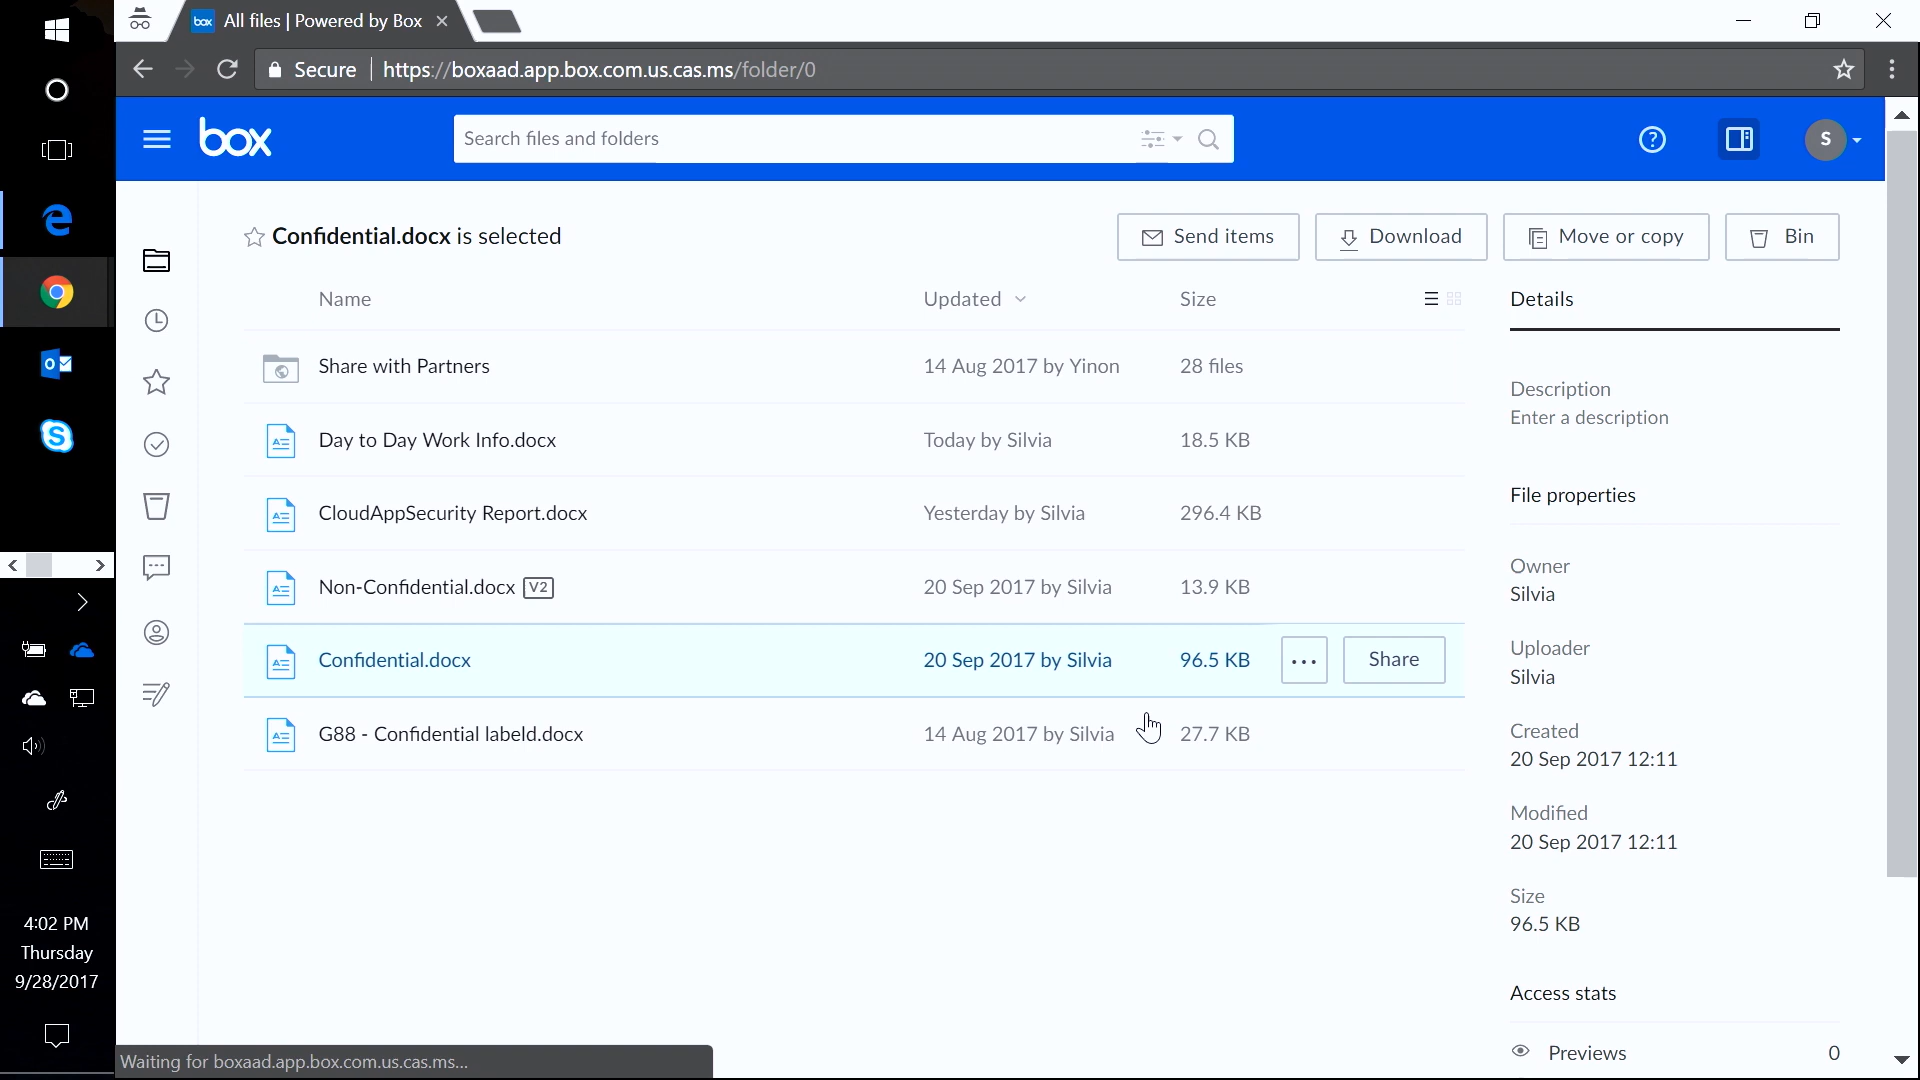 box All files | Powered by Box
Secure https://boxaad.app.box.com.us.cas.ms/folder/0
box
Search files and folders
?
S
Confidential.docx is selected
Send items
Download
Move or copy
Bin
Name Updated Size
Share with Partners 14 Aug 2017 by Yinon 28 files
Day to Day Work Info.docx Today by Silvia 18.5 KB
CloudAppSecurity Report.docx Yesterday by Silvia 296.4 KB
Non-Confidential.docx V2 20 Sep 2017 by Silvia 13.9 KB
Confidential.docx 20 Sep 2017 by Silvia 96.5 KB ... Share
G88 - Confidential labeld.docx 14 Aug 2017 by Silvia 27.7 KB
Details
Description
Enter a description
File properties
Owner
Silvia
Uploader
Silvia
Created
20 Sep 2017 12:11
Modified
20 Sep 2017 12:11
Size
96.5 KB
Access stats
Previews 0
4:02 PM
Thursday
9/28/2017
Waiting for boxaad.app.box.com.us.cas.ms...